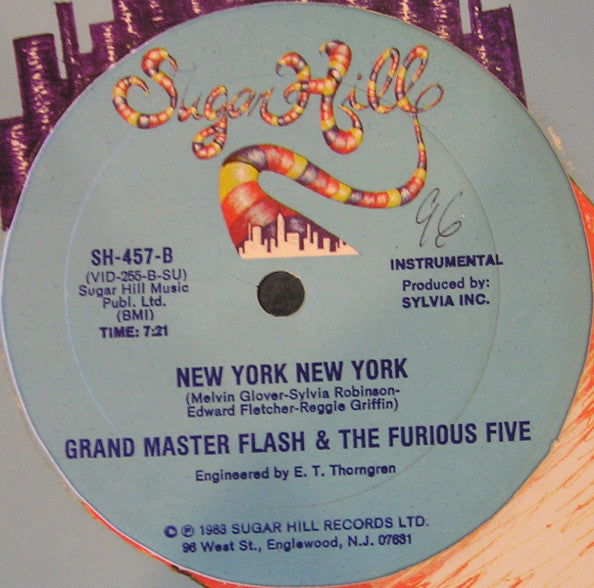 Sugar Hill
96
SH-457-B
(VID-255-B-SU)
Sugar Hill Music
Publ. Ltd.
(BMI)
TIME: 7:21
INSTRUMENTAL
Produced by:
SYLVIA INC.
NEW YORK NEW YORK
(Melvin Glover-Sylvia Robinson-
Edward Fletcher-Reggie Griffin)
GRAND MASTER FLASH & THE FURIOUS FIVE
Engineered by E. T. Thorngren
© ℗ 1983 SUGAR HILL RECORDS LTD.
96 West St., Englewood, N.J. 07631